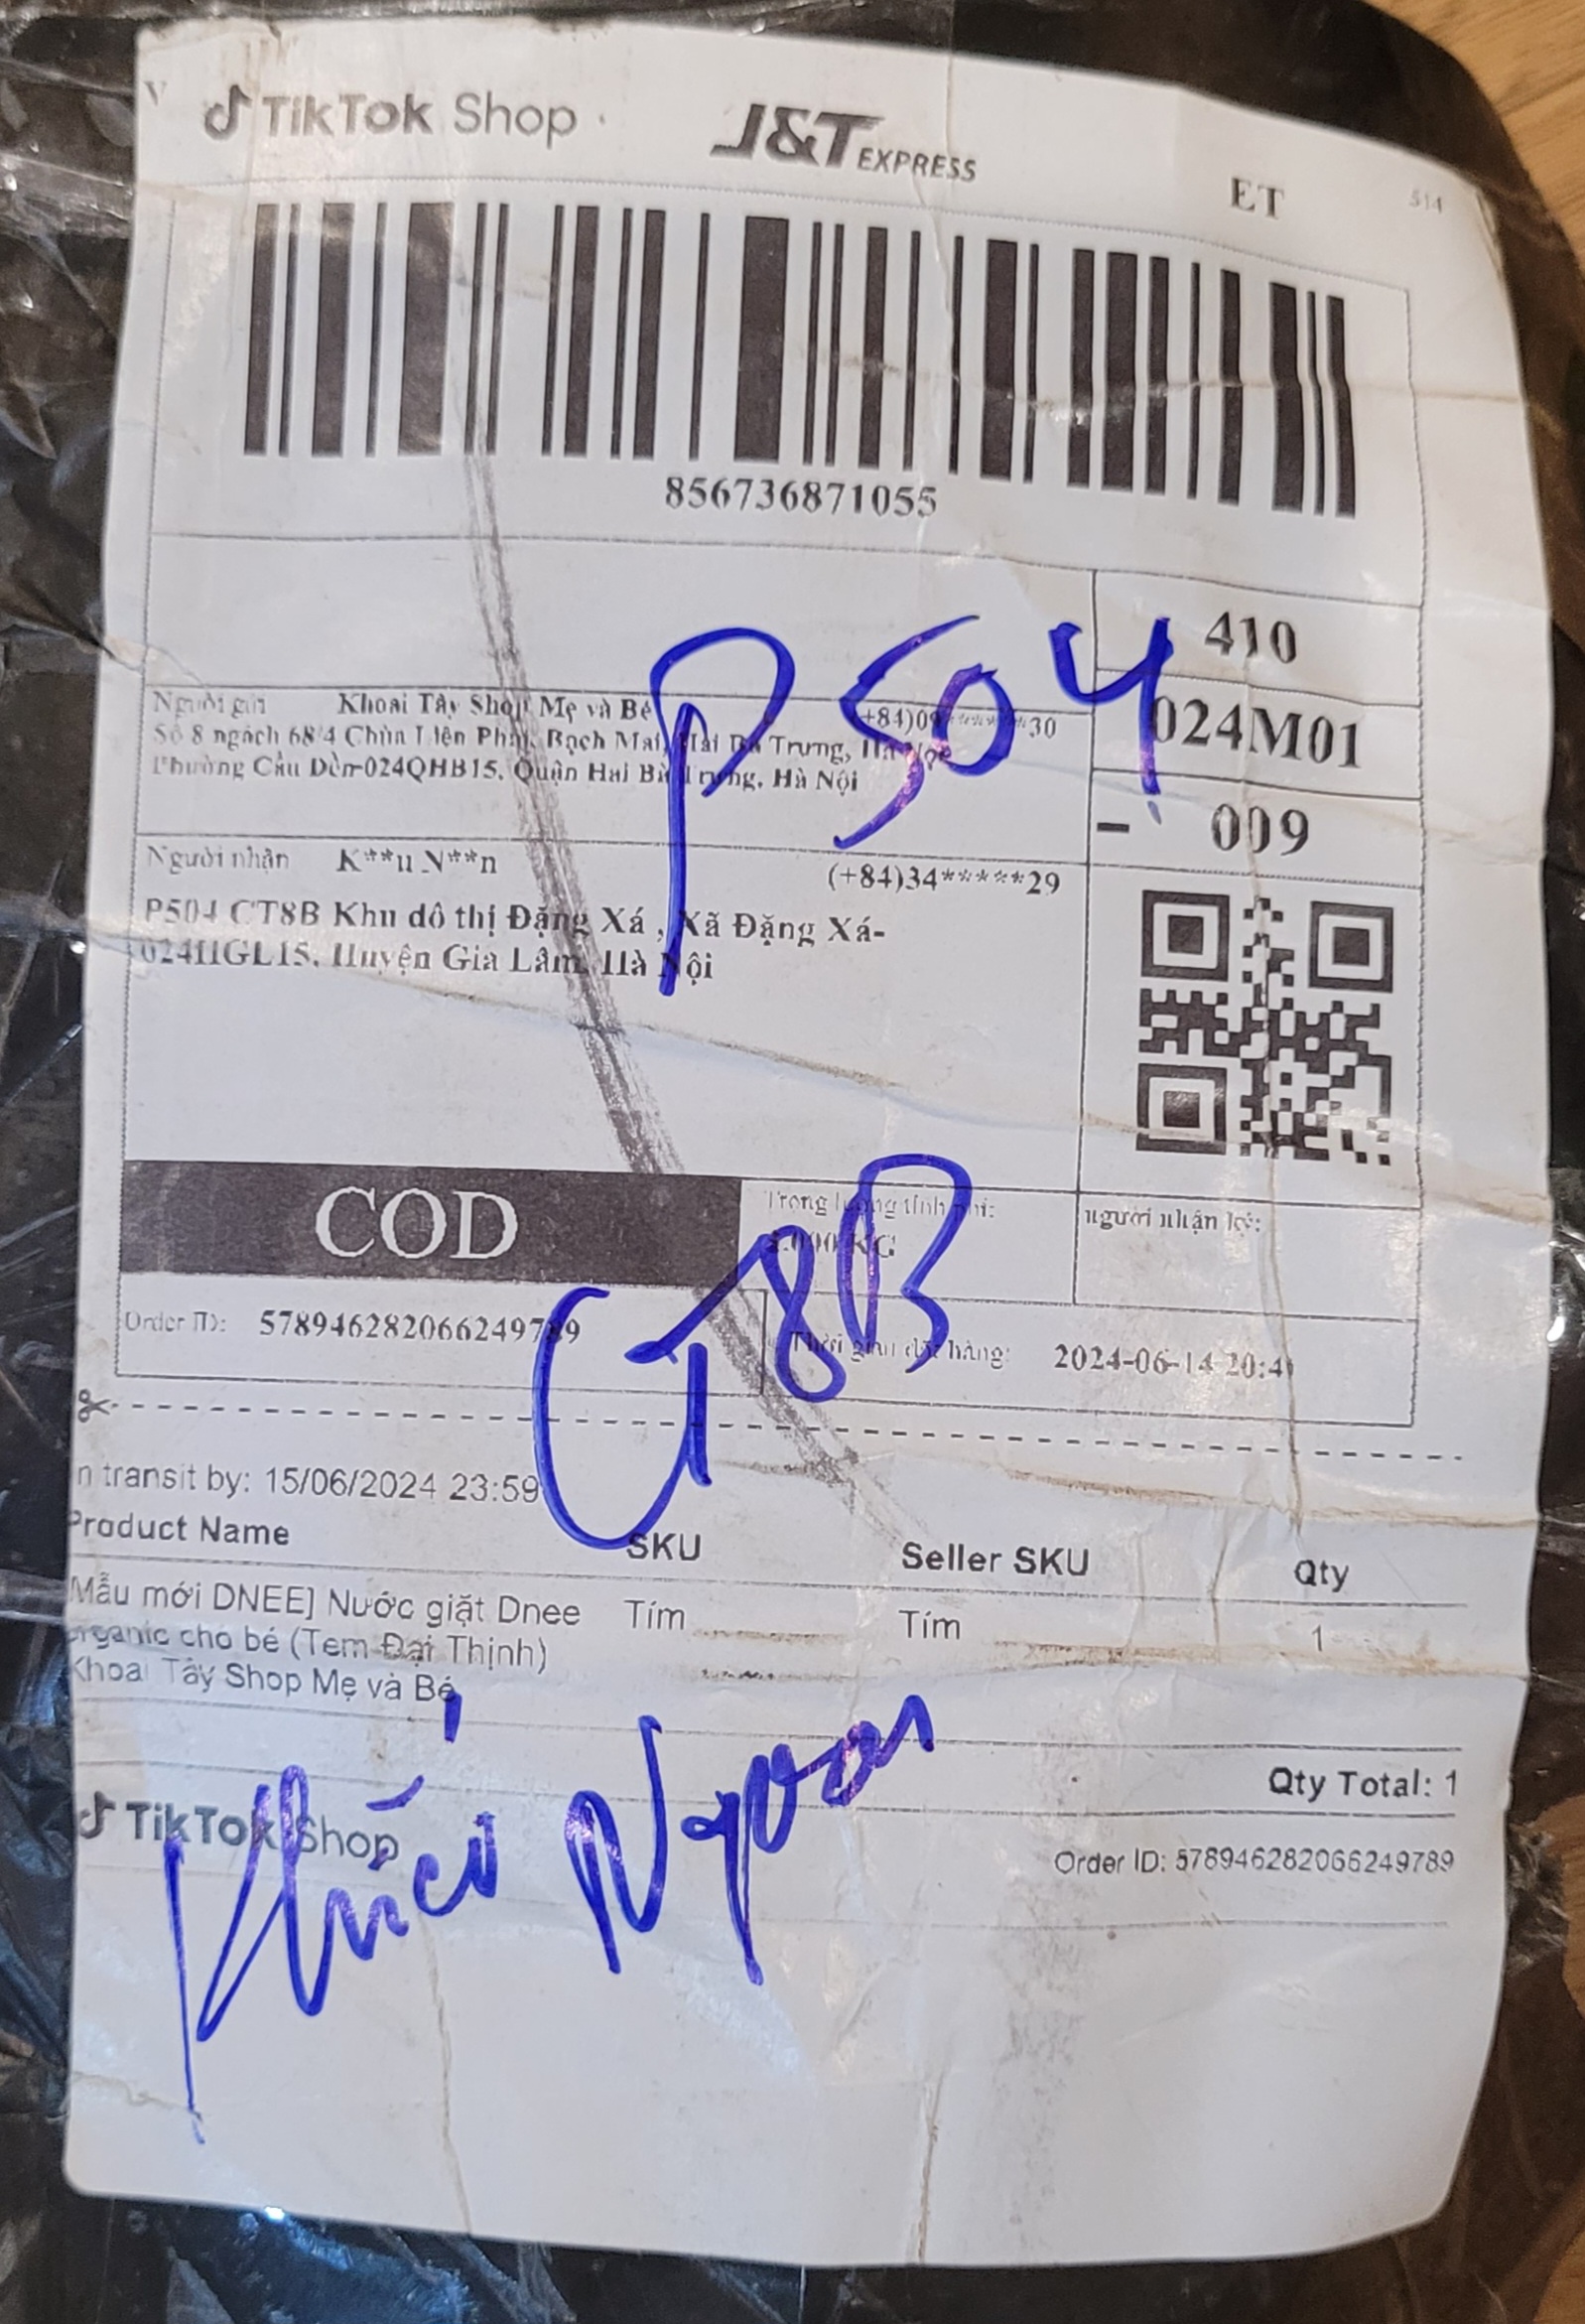 TikTok Shop
J&T EXPRESS
ET
514
856736871055
410
024M01
- 009
P504
Người gửi Khoai Tây Shop Mẹ và Bé (+84)09*****30
Số 8 ngách 68/4 Chùa Liên Phái, Bạch Mai, Hai Bà Trưng, Hà Nội
Phường Cầu Dền-024QHB15, Quận Hai Bà Trưng, Hà Nội
Người nhận K**u N**n (+84)34*****29
P504 CT8B Khu đô thị Đặng Xá , Xã Đặng Xá-
024HGL15, Huyện Gia Lâm, Hà Nội
COD
Trọng lượng tính phí:
KG
người nhận ký:
CT8B
Order ID: 578946282066249789
Thời gian đặt hàng: 2024-06-14 20:4
n transit by: 15/06/2024 23:59
Product Name SKU Seller SKU Qty
Mẫu mới DNEE] Nước giặt Dnee Tím Tím 1
organic cho bé (Tem Đại Thịnh)
Khoai Tây Shop Mẹ và Bé
Qty Total: 1
TikTok Shop
Order ID: 578946282066249789